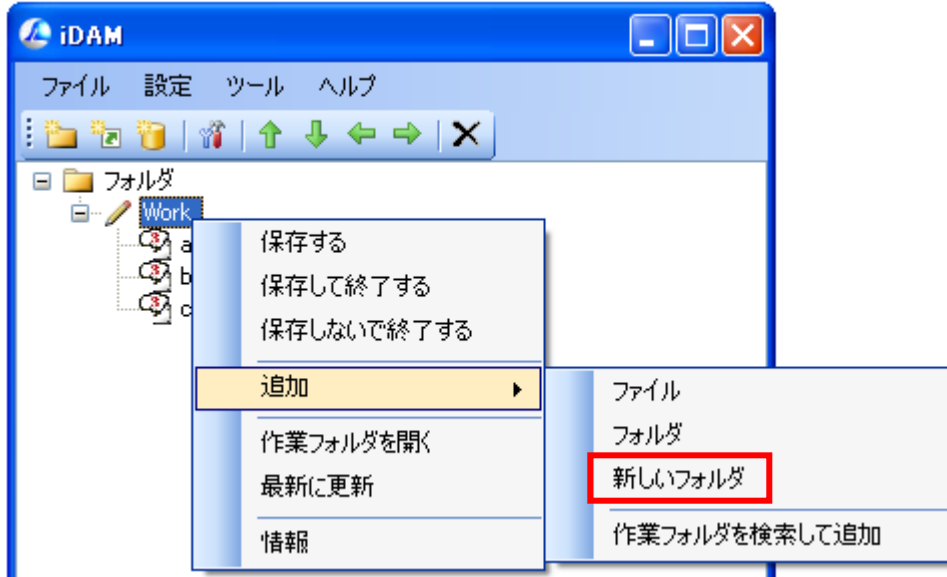 iDAM
ファイル 設定 ツール ヘルプ
フォルダ
Work
a
b
c
保存する
保存して終了する
保存しないで終了する
追加
作業フォルダを開く
最新に更新
情報
ファイル
フォルダ
新しいフォルダ
作業フォルダを検索して追加